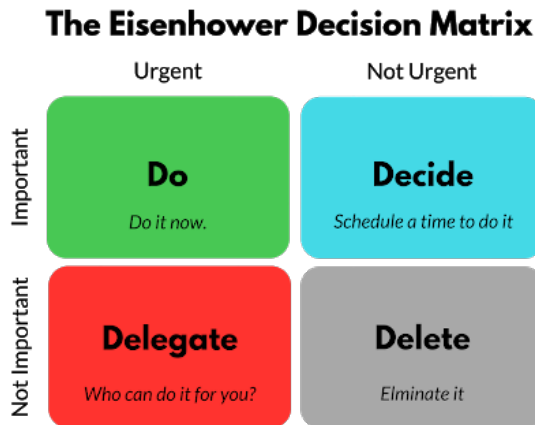 The Eisenhower Decision Matrix
Urgent
Not Urgent
Important
Do
Do it now.
Decide
Schedule a time to do it
Not Important
Delegate
Who can do it for you?
Delete
Elminate it